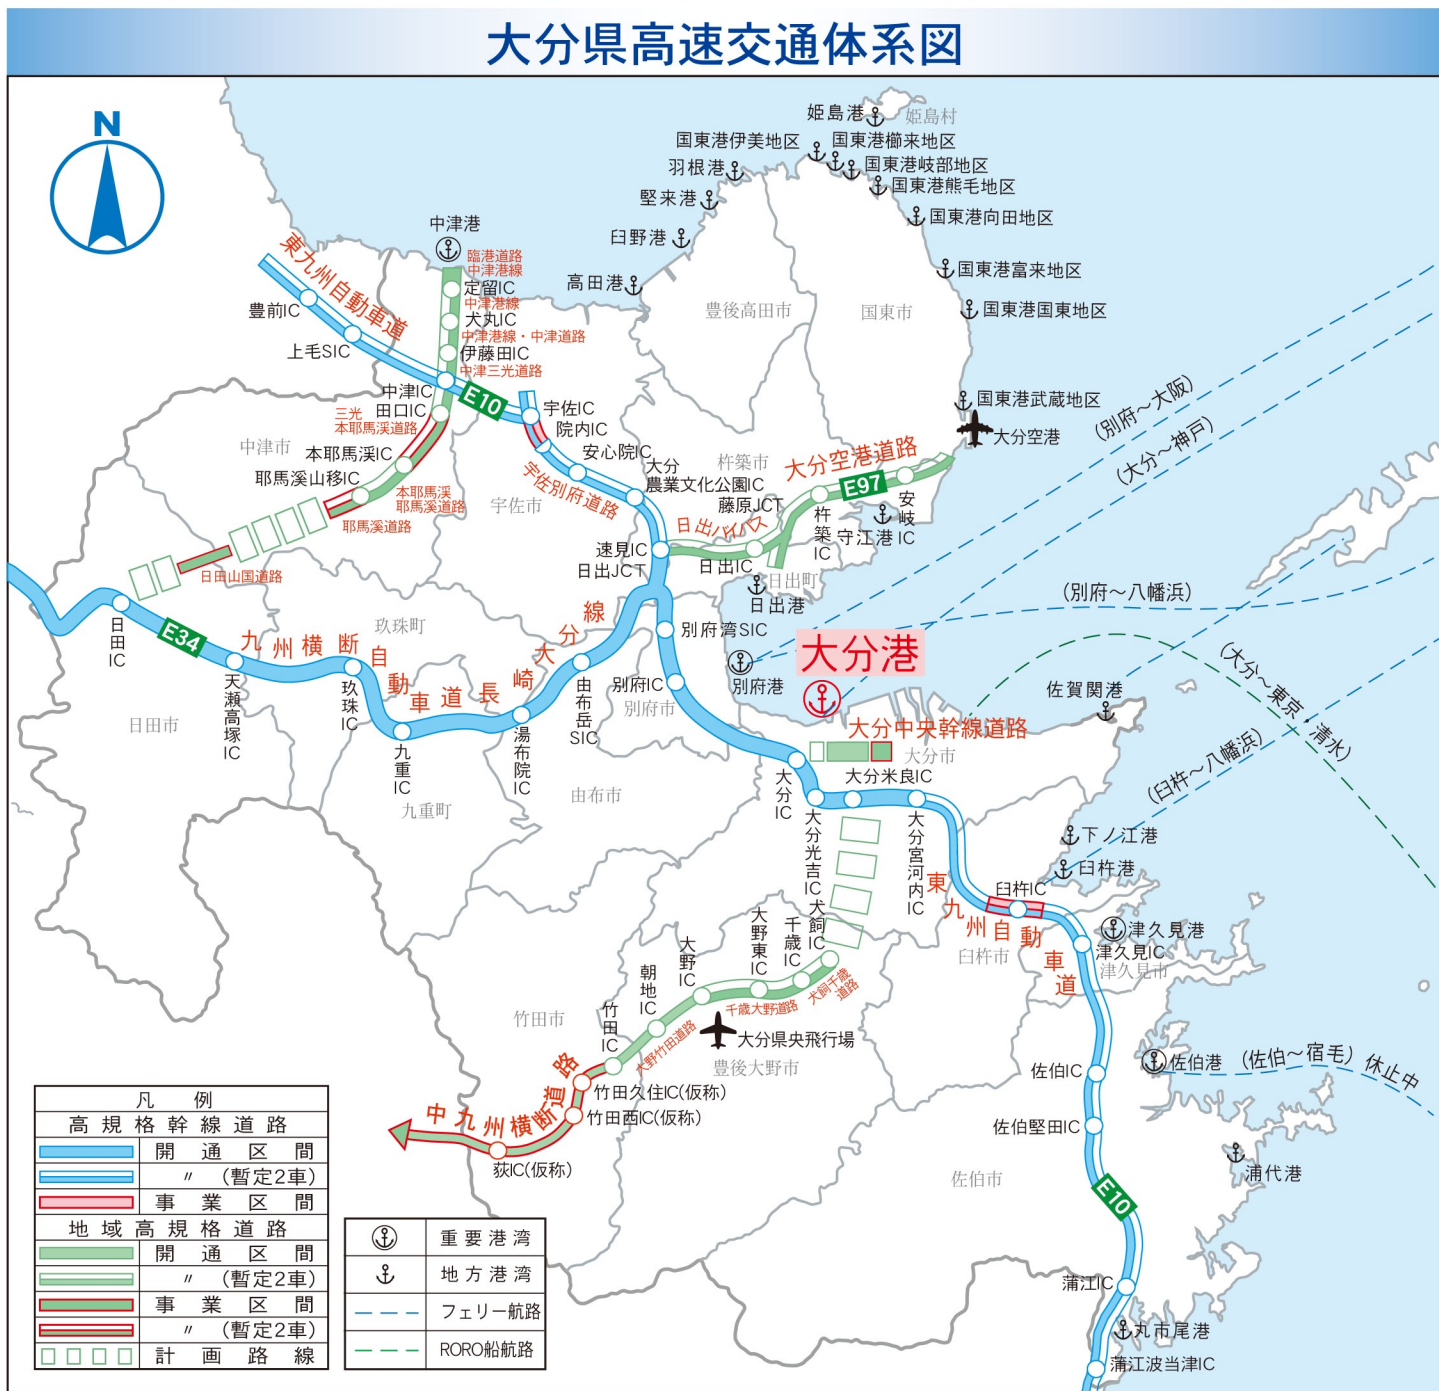 大分県高速交通体系図
N
姫島港
姫島村
国東港伊美地区
国東港櫛来地区
国東港岐部地区
国東港熊毛地区
羽根港
堅来港
国東港向田地区
臼野港
高田港
国東港富来地区
国東港国東地区
豊後高田市
国東市
国東港武蔵地区
大分空港
中津港
臨港道路
中津港線
定留IC
中津港線
犬丸IC
中津港線・中津道路
伊藤田IC
中津三光道路
東九州自動車道
豊前IC
上毛SIC
中津IC
E10
田口IC
三光
本耶馬渓道路
中津市
本耶馬渓IC
耶馬溪山移IC
本耶馬渓
耶馬溪道路
耶馬溪道路
日田山国道路
宇佐IC
院内IC
安心院IC
宇佐別府道路
宇佐市
大分
農業文化公園IC
杵築市
大分空港道路
藤原JCT
E97
日出バイパス
杵築IC
安岐IC
守江港
速見IC
日出JCT
日出IC
日出町
日出港
(別府～大阪)
(大分～神戸)
(別府～八幡浜)
(大分～東京・清水)
(臼杵～八幡浜)
日田IC
E34
九州横断自動車道長崎大分線
玖珠町
天瀬高塚IC
玖珠IC
九重IC
湯布院IC
由布岳SIC
日田市
九重町
由布市
別府湾SIC
別府IC
別府市
別府港
大分港
佐賀関港
大分中央幹線道路
大分市
大分IC
大分米良IC
大分光吉IC
大分宮河内IC
下ノ江港
臼杵港
臼杵IC
東九州自動車道
臼杵市
津久見港
津久見IC
津久見市
犬飼IC
千歳IC
大野東IC
大野IC
朝地IC
竹田IC
犬飼千歳
道路
千歳大野道路
大野竹田道路
大分県央飛行場
豊後大野市
竹田市
中九州横断道路
竹田久住IC(仮称)
竹田西IC(仮称)
荻IC(仮称)
佐伯港
(佐伯～宿毛) 休止中
佐伯IC
佐伯堅田IC
佐伯市
E10
浦代港
蒲江IC
丸市尾港
蒲江波当津IC
凡例
高規格幹線道路
開通区間
〃 (暫定2車)
事業区間
地域高規格道路
開通区間
〃 (暫定2車)
事業区間
〃 (暫定2車)
計画路線
重要港湾
地方港湾
フェリー航路
RORO船航路